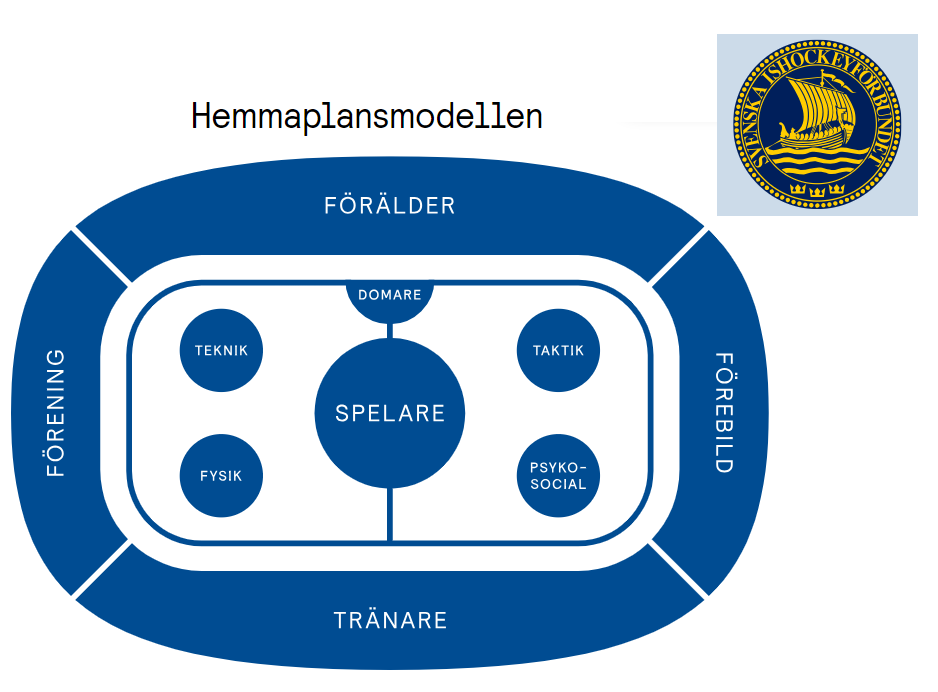 SVENSKA ISHOCKEYFÖRBUNDET
Hemmaplansmodellen
FÖRÄLDER
DOMARE
TEKNIK
TAKTIK
FÖRENING
SPELARE
FÖREBILD
FYSIK
PSYKO-
SOCIAL
TRÄNARE